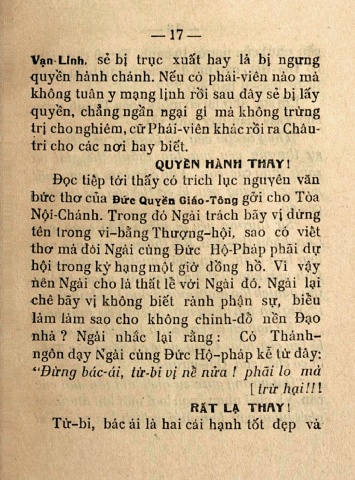 — 17 —
Vạn-Linh, sẻ bị trục xuất hay lả bị ngưng
quyền hành chánh. Nếu có phái-viên nào mà
không tuân y mạng lịnh rồi sau đây sẻ bị lấy
quyền, chẳng ngần ngại gì mà không trừng
trị cho nghiêm, cữ Phái-viên khác rồi ra Châu-
tri cho các nơi hay biết.
QUYỀN HÀNH THAY!
Đọc tiếp tới thấy có trích lục nguyên văn
bức thơ của Đức Quyền Giáo-Tông gởi cho Tòa
Nội-Chánh. Trong đó Ngài trách bãy vị đứng
tên trong vi-bằng Thượng-hội, sao có viêt
thơ mà đòi Ngài cùng Đức Hộ-Pháp phãi dự
hội trong kỳ hạng một giờ đồng hồ. Vì vậy
nên Ngài cho là thất lể với Ngài đó. Ngài lại
chê bãy vị không biết rành phận sự, biểu
làm làm sao cho không chinh-đố nền Đạo
nhà? Ngài nhắc lại rằng: Có Thánh-
ngôn dạy Ngài cùng Đức Hộ-pháp kể từ đây:
"Đừng bác-ái, từ-bi vị nể nữa! phãi lo mà
[trừ hại!!!
RẤT LẠ THAY!
Từ-bi, bác ái là hai cái hạnh tốt đẹp và